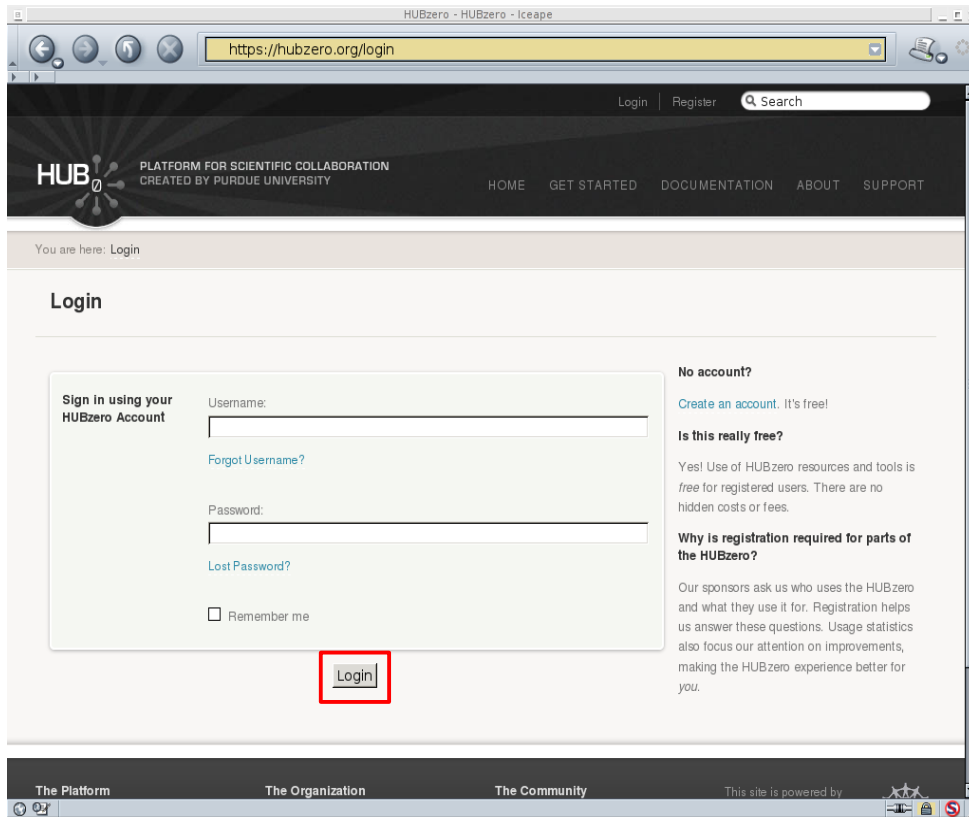 HUBzero - HUBzero - Iceape
https://hubzero.org/login
Login Register Search
HUB0
PLATFORM FOR SCIENTIFIC COLLABORATION
CREATED BY PURDUE UNIVERSITY
HOME GET STARTED DOCUMENTATION ABOUT SUPPORT
You are here: Login
Login
Sign in using your
HUBzero Account
Username:
Forgot Username?
Password:
Lost Password?
Remember me
Login
No account?
Create an account. It's free!
Is this really free?
Yes! Use of HUBzero resources and tools is
free for registered users. There are no
hidden costs or fees.
Why is registration required for parts of
the HUBzero?
Our sponsors ask us who uses the HUBzero
and what they use it for. Registration helps
us answer these questions. Usage statistics
also focus our attention on improvements,
making the HUBzero experience better for
you.
The Platform The Organization The Community This site is powered by